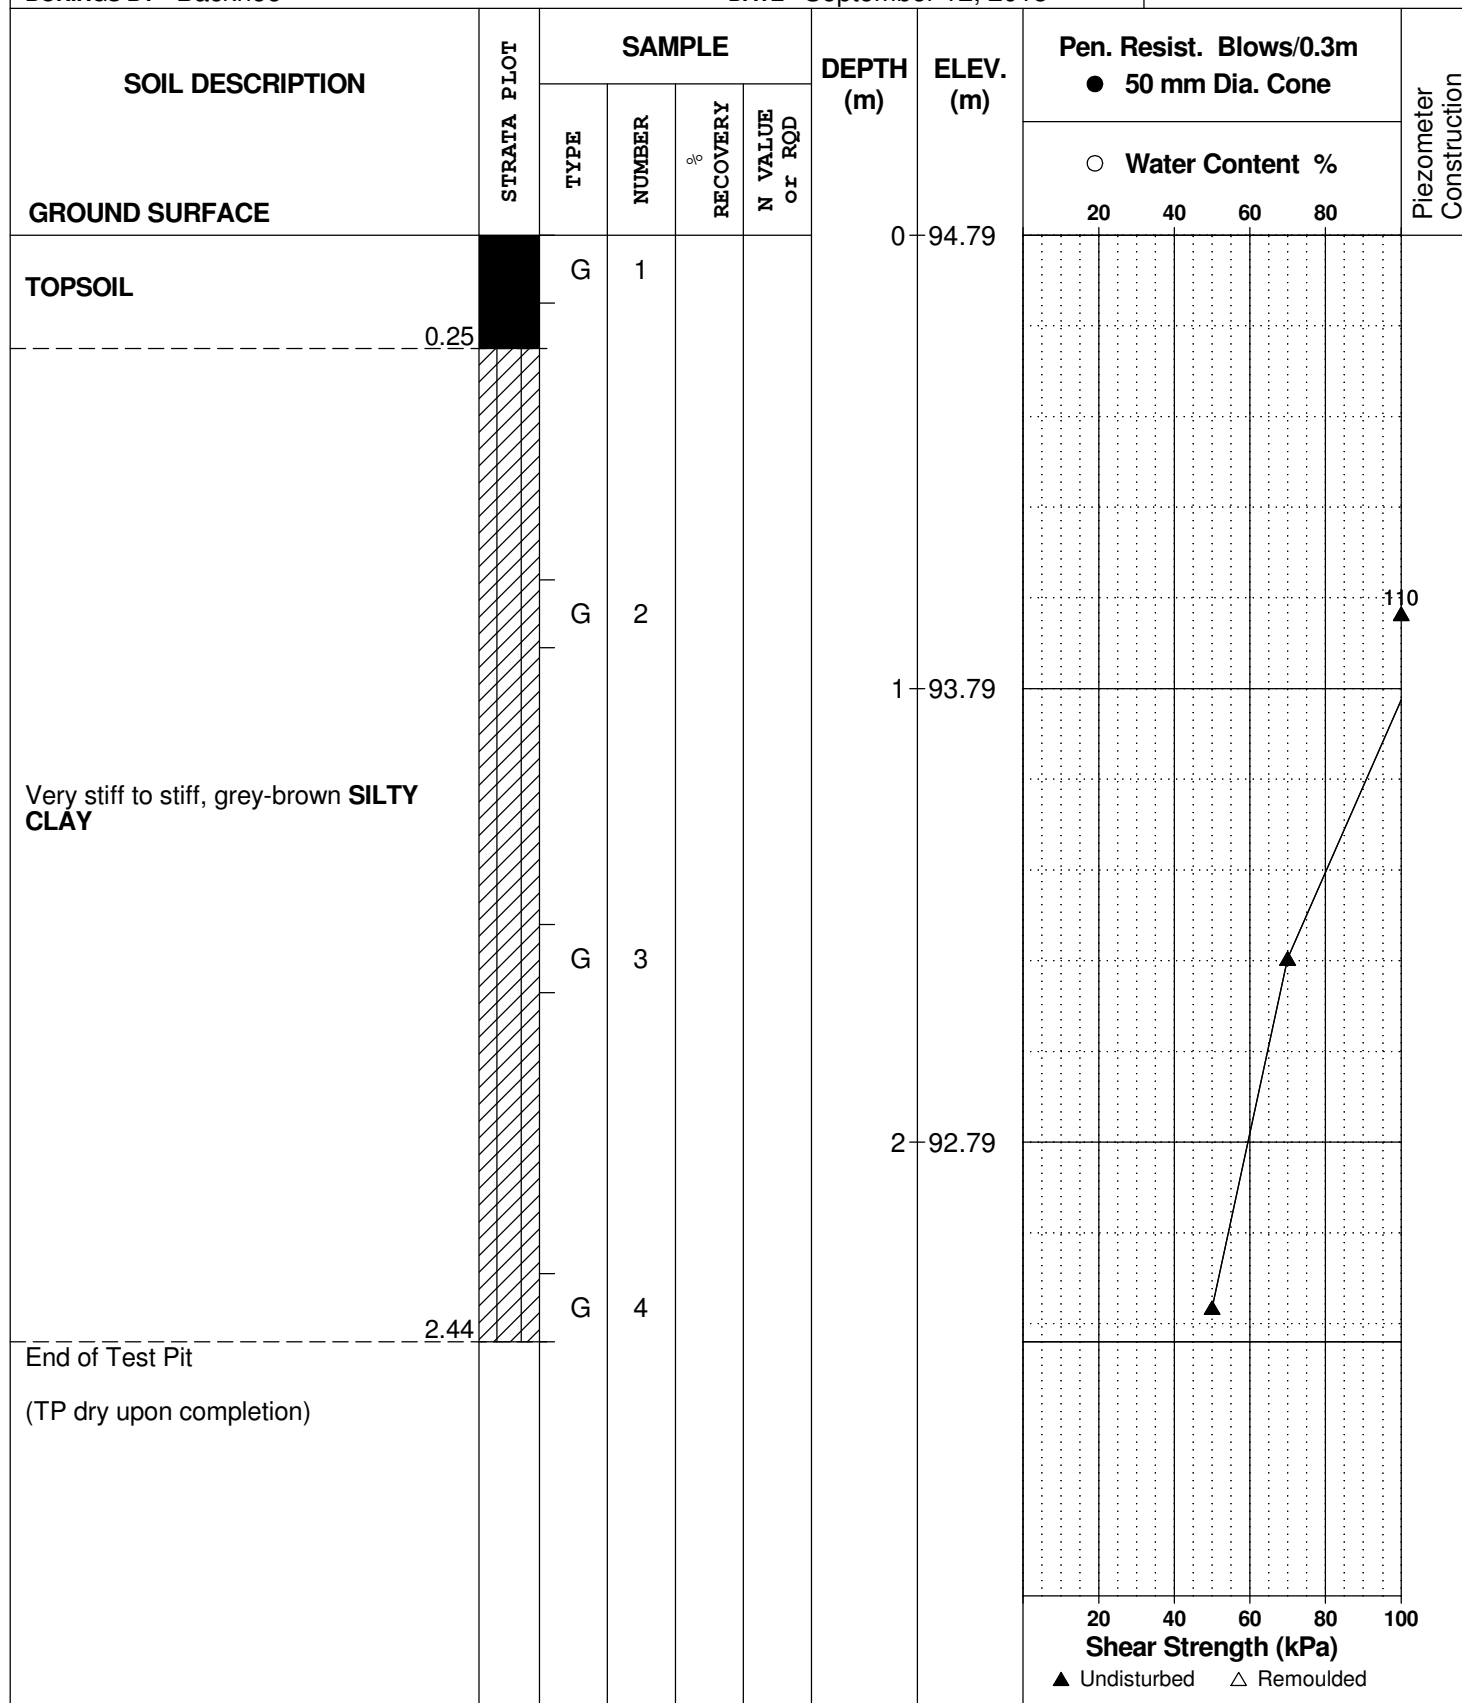 SOIL DESCRIPTION
GROUND SURFACE
STRATA PLOT
SAMPLE
TYPE
NUMBER
%
RECOVERY
N VALUE
or RQD
DEPTH
(m)
ELEV.
(m)
Pen. Resist. Blows/0.3m
● 50 mm Dia. Cone
○ Water Content %
20 40 60 80
Piezometer
Construction
0 94.79
TOPSOIL
G 1
0.25
G 2
110
1 93.79
Very stiff to stiff, grey-brown SILTY
CLAY
G 3
2 92.79
G 4
2.44
End of Test Pit
(TP dry upon completion)
20 40 60 80 100
Shear Strength (kPa)
▲ Undisturbed △ Remoulded